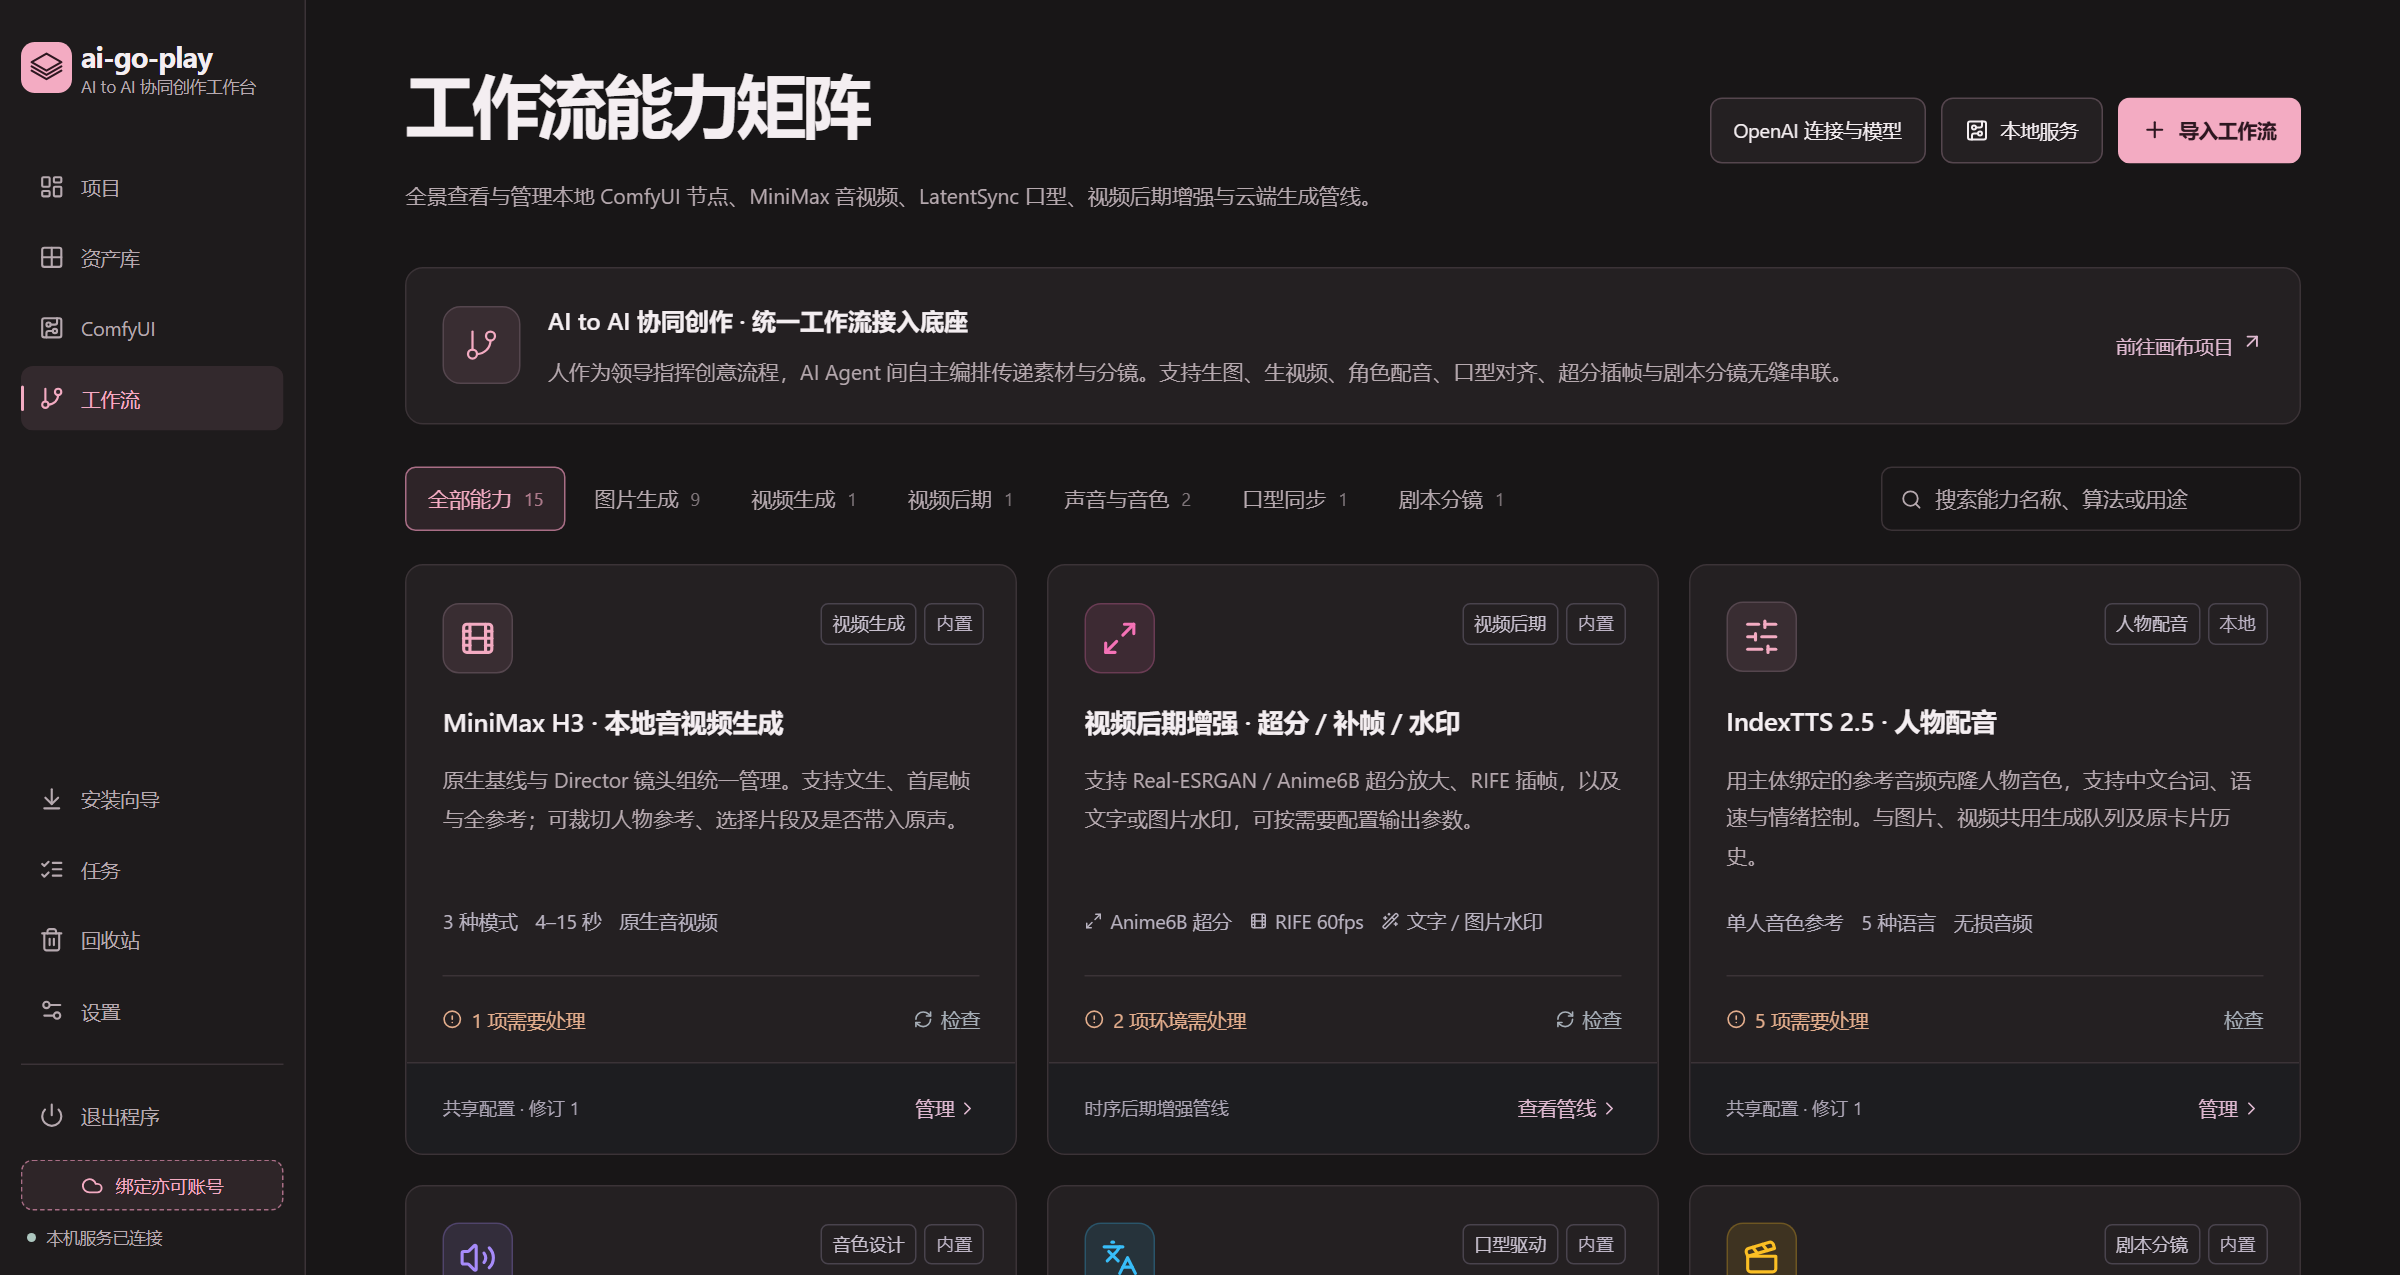 ai-go-play
AI to AI 协同创作工作台
项目
资产库
ComfyUI
工作流
安装向导
任务
回收站
设置
退出程序
绑定亦可账号
本机服务已连接
工作流能力矩阵
全景查看与管理本地 ComfyUI 节点、MiniMax 音视频、LatentSync 口型、视频后期增强与云端生成管线。
OpenAI 连接与模型
本地服务
导入工作流
AI to AI 协同创作 · 统一工作流接入底座
人作为领导指挥创意流程，AI Agent 间自主编排传递素材与分镜。支持生图、生视频、角色配音、口型对齐、超分插帧与剧本分镜无缝串联。
前往画布项目
全部能力 15
图片生成 9
视频生成 1
视频后期 1
声音与音色 2
口型同步 1
剧本分镜 1
搜索能力名称、算法或用途
视频生成 内置
MiniMax H3 · 本地音视频生成
原生基线与 Director 镜头组统一管理。支持文生、首尾帧
与全参考；可裁切人物参考、选择片段及是否带入原声。
3 种模式 4–15 秒 原生音视频
1 项需要处理 检查
共享配置 · 修订 1 管理
视频后期 内置
视频后期增强 · 超分 / 补帧 / 水印
支持 Real-ESRGAN / Anime6B 超分放大、RIFE 插帧，以及
文字或图片水印，可按需要配置输出参数。
Anime6B 超分 RIFE 60fps 文字 / 图片水印
2 项环境需处理 检查
时序后期增强管线 查看管线
人物配音 本地
IndexTTS 2.5 · 人物配音
用主体绑定的参考音频克隆人物音色，支持中文台词、语
速与情绪控制。与图片、视频共用生成队列及原卡片历
史。
单人音色参考 5 种语言 无损音频
5 项需要处理 检查
共享配置 · 修订 1 管理
音色设计 内置
口型驱动 内置
剧本分镜 内置